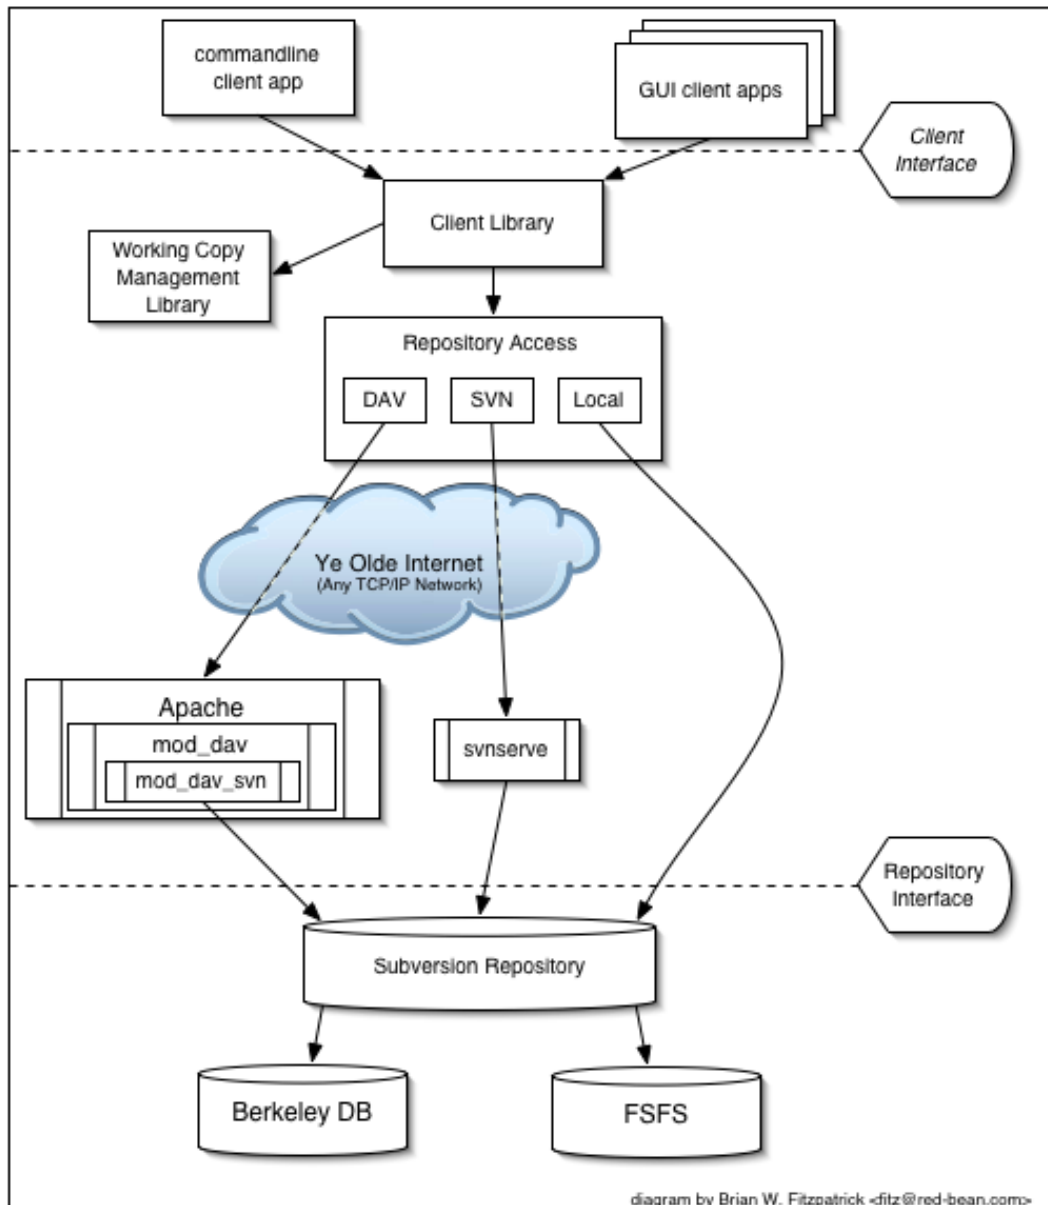 commandline
client app
GUI client apps
Client
Interface
Client Library
Working Copy
Management
Library
Repository Access
DAV
SVN
Local
Ye Olde Internet
(Any TCP/IP Network)
Apache
mod_dav
mod_dav_svn
svnserve
Repository
Interface
Subversion Repository
Berkeley DB
FSFS
diagram by Brian W. Fitzpatrick <fitz@red-bean.com>